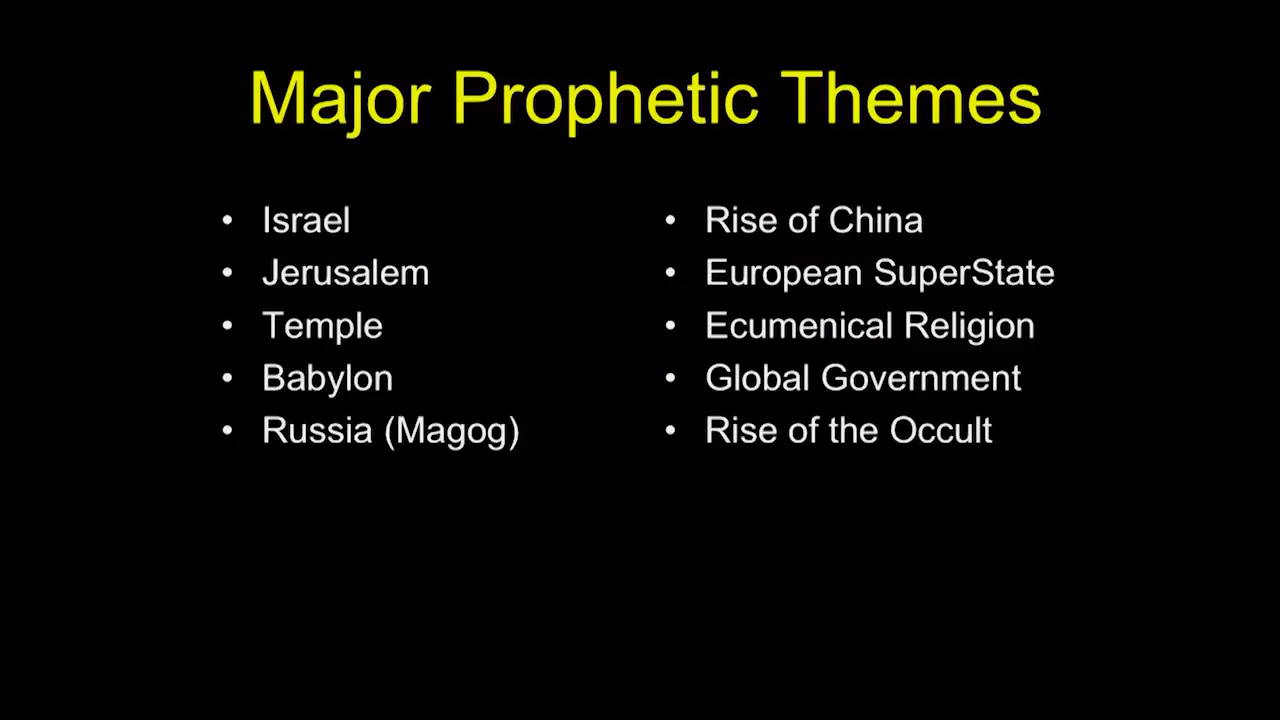 Major Prophetic Themes
• Israel
• Jerusalem
• Temple
• Babylon
• Russia (Magog)
• Rise of China
• European SuperState
• Ecumenical Religion
• Global Government
• Rise of the Occult